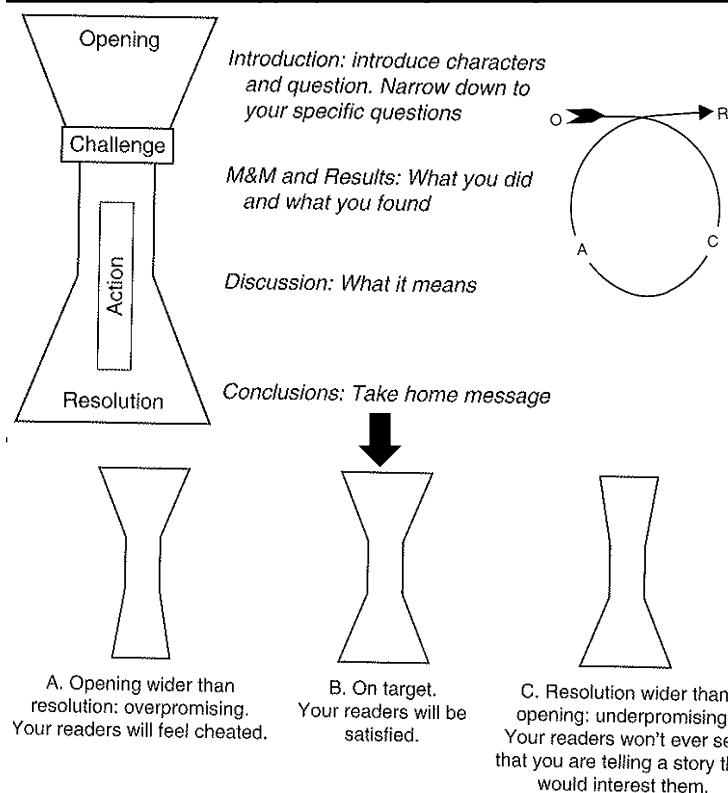 Opening
Introduction: introduce characters
and question. Narrow down to
your specific questions
O
R
Challenge
M&M and Results: What you did
and what you found
A
C
Action
Discussion: What it means
Resolution
Conclusions: Take home message
A. Opening wider than
resolution: overpromising.
Your readers will feel cheated.
B. On target.
Your readers will be
satisfied.
C. Resolution wider than
opening: underpromising
Your readers won't ever
that you are telling a story
would interest them.